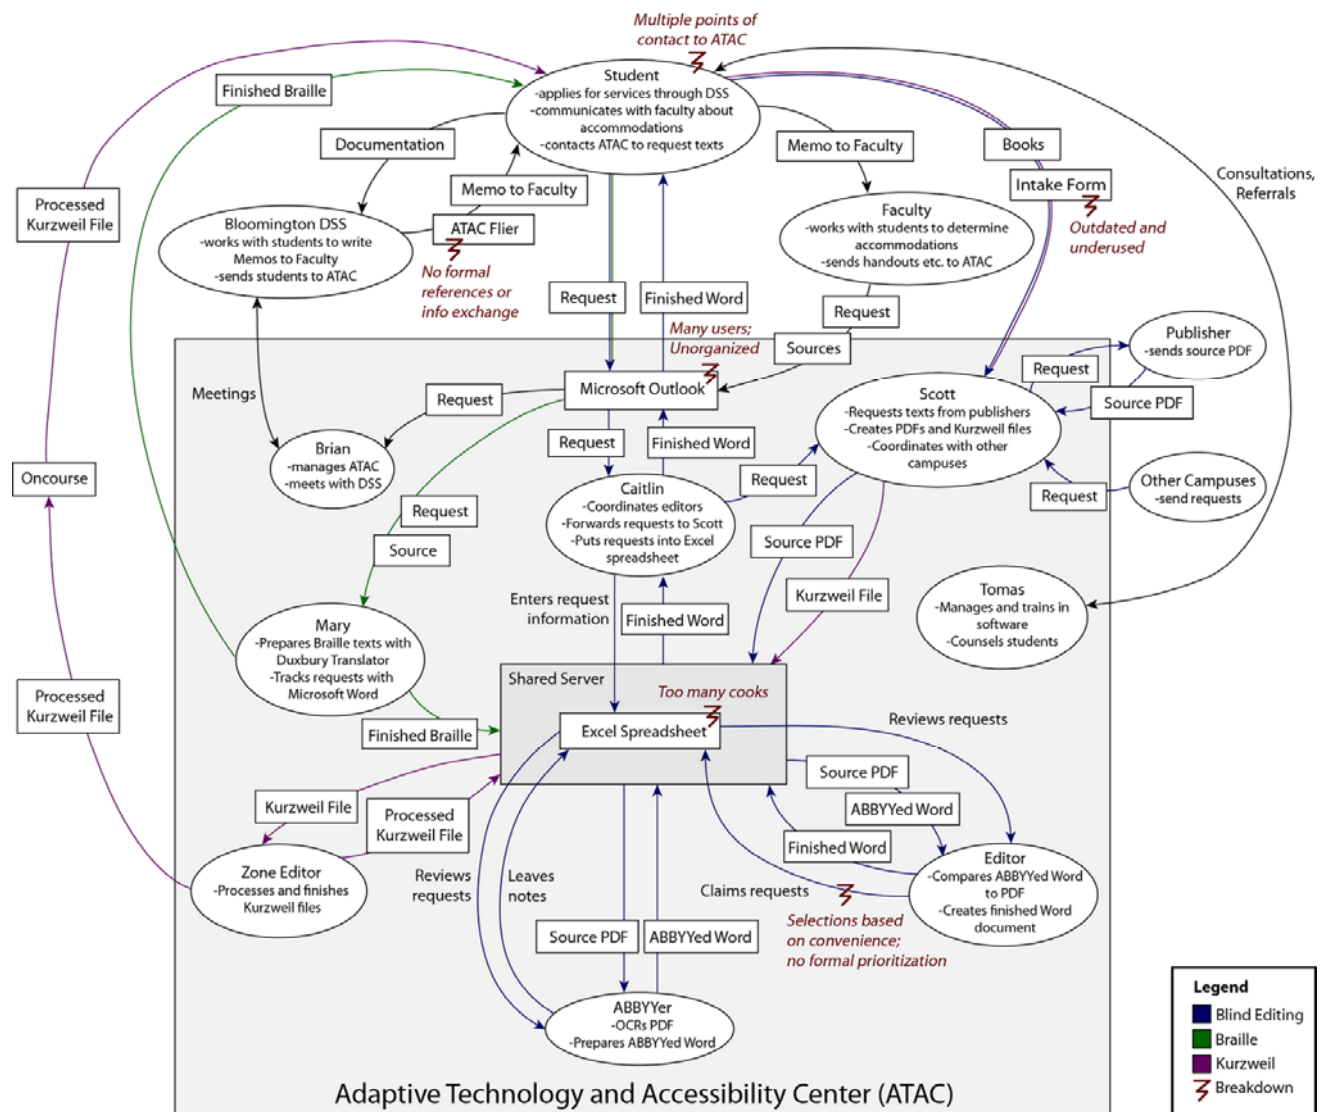 Multiple points of
contact to ATAC
Student
-applies for services through DSS
-communicates with faculty about
accommodations
-contacts ATAC to request texts
Finished Braille
Documentation
Memo to Faculty
Books
Consultations,
Referrals
Processed
Kurzweil File
Memo to Faculty
Intake Form
Outdated and
underused
Bloomington DSS
-works with students to write
Memos to Faculty
-sends students to ATAC
ATAC Flier
No formal
references or
info exchange
Faculty
-works with students to determine
accommodations
-sends handouts etc. to ATAC
Request
Finished Word
Request
Many users;
Unorganized
Sources
Publisher
-sends source PDF
Request
Source PDF
Meetings
Request
Microsoft Outlook
Scott
-Requests texts from publishers
-Creates PDFs and Kurzweil files
-Coordinates with other
campuses
Brian
-manages ATAC
-meets with DSS
Request
Finished Word
Oncourse
Request
Other Campuses
-send requests
Request
Caitlin
-Coordinates editors
-Forwards requests to Scott
-Puts requests into Excel
spreadsheet
Request
Source
Source PDF
Kurzweil File
Tomas
-Manages and trains in
software
-Counsels students
Enters request
information
Finished Word
Mary
-Prepares Braille texts with
Duxbury Translator
-Tracks requests with
Microsoft Word
Shared Server
Too many cooks
Excel Spreadsheet
Reviews requests
Processed
Kurzweil File
Finished Braille
Source PDF
ABBYYed Word
Finished Word
Kurzweil File
Processed
Kurzweil File
Zone Editor
-Processes and finishes
Kurzweil files
Reviews
requests
Leaves
notes
Claims requests
Editor
-Compares ABBYYed Word
to PDF
-Creates finished Word
document
Selections based
on convenience;
no formal prioritization
Source PDF
ABBYYed Word
ABBYYer
-OCRs PDF
-Prepares ABBYYed Word
Adaptive Technology and Accessibility Center (ATAC)
Legend
Blind Editing
Braille
Kurzweil
Breakdown